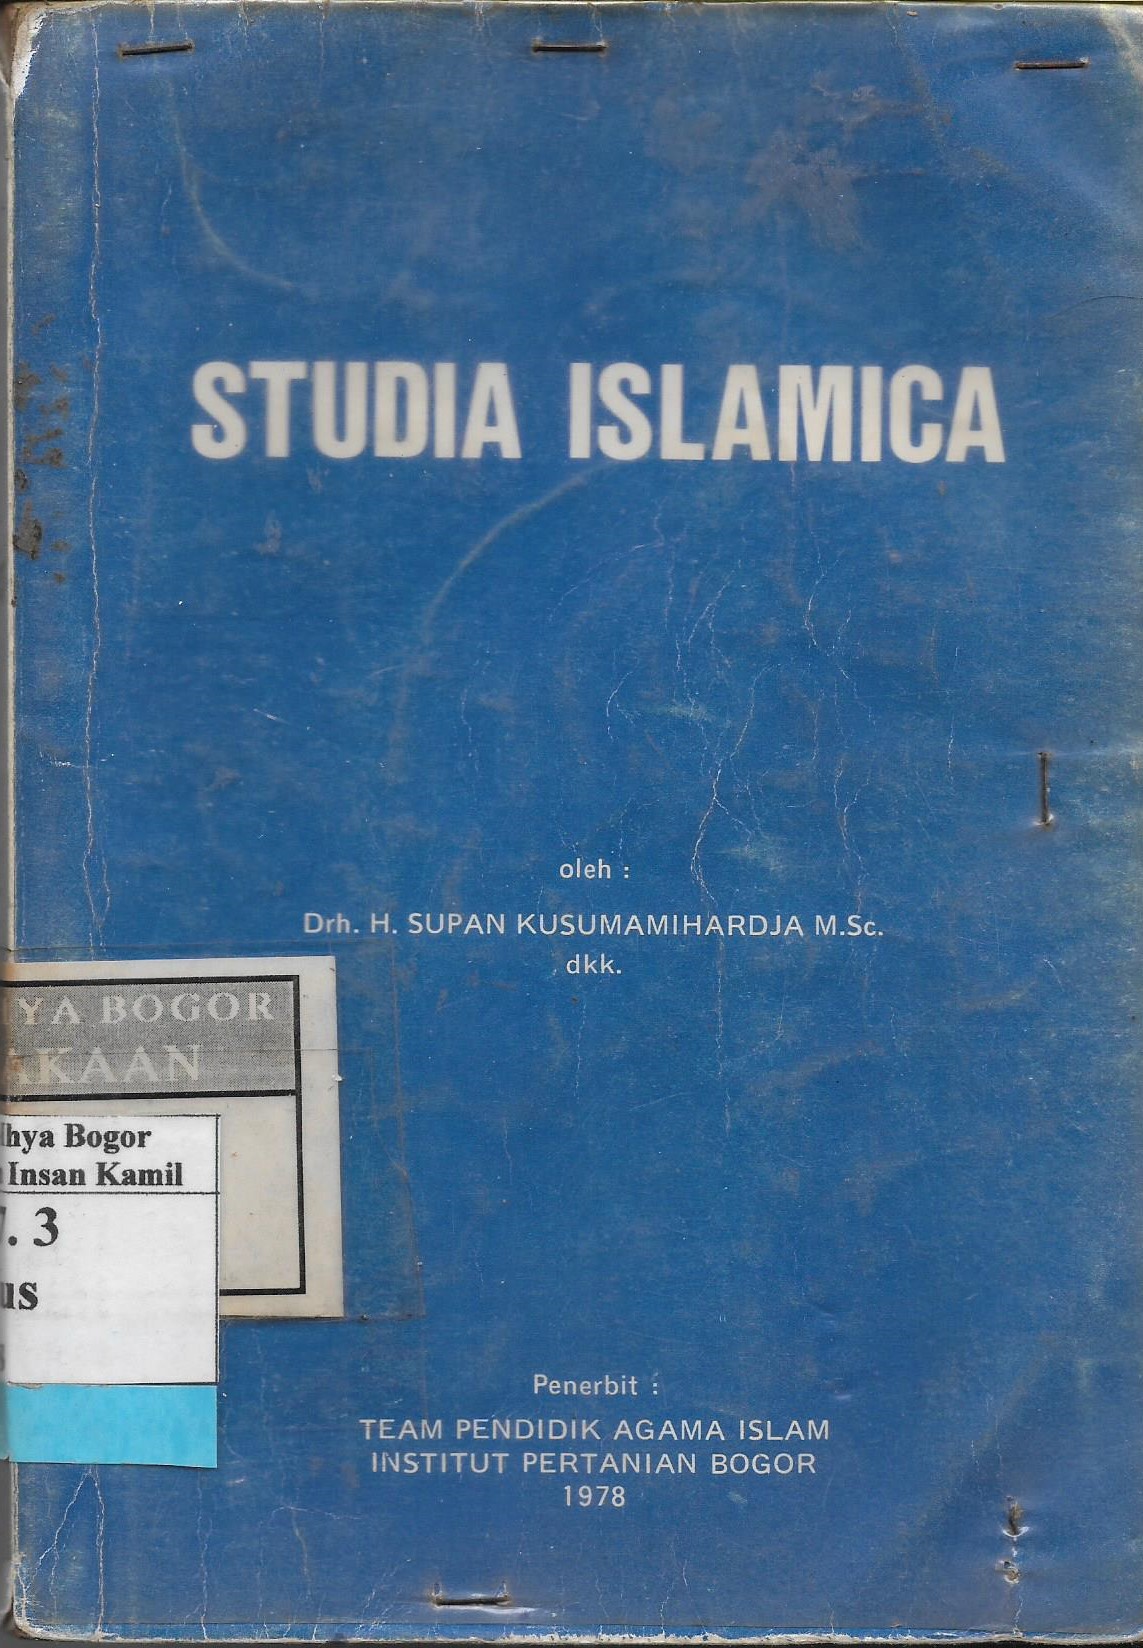 STUDIA ISLAMICA
oleh :
Drh. H. SUPAN KUSUMAMIHARDJA M.Sc.
dkk.
YA BOGOR
AKAAN
dhya Bogor
Insan Kamil
7. 3
us
Penerbit :
TEAM PENDIDIK AGAMA ISLAM
INSTITUT PERTANIAN BOGOR
1978